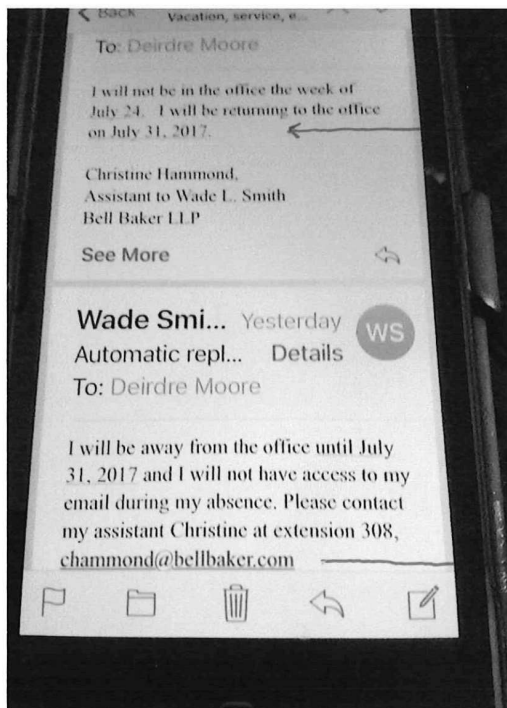 Back
Vacation, service, e...
To: Deirdre Moore
I will not be in the office the week of
July 24. I will be returning to the office
on July 31, 2017.
Christine Hammond,
Assistant to Wade L. Smith
Bell Baker LLP
See More
Wade Smi... Yesterday
WS
Automatic repl... Details
To: Deirdre Moore
I will be away from the office until July
31, 2017 and I will not have access to my
email during my absence. Please contact
my assistant Christine at extension 308,
chammond@bellbaker.com